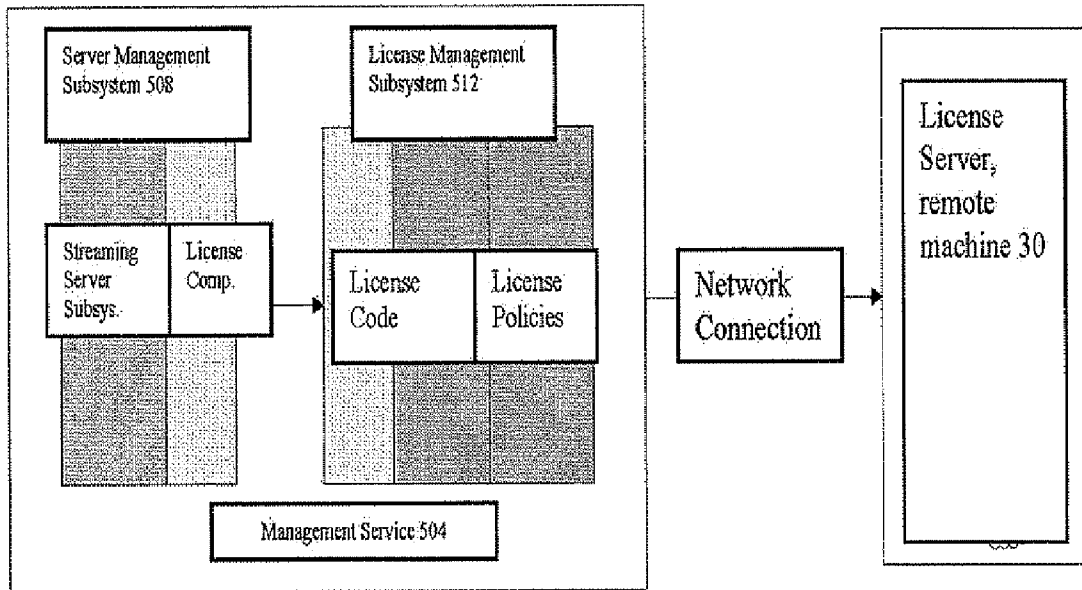 Server Management
Subsystem 508
License Management
Subsystem 512
Streaming
Server
Subsys.
License
Comp.
License
Code
License
Policies
Network
Connection
License
Server,
remote
machine 30
Management Service 504